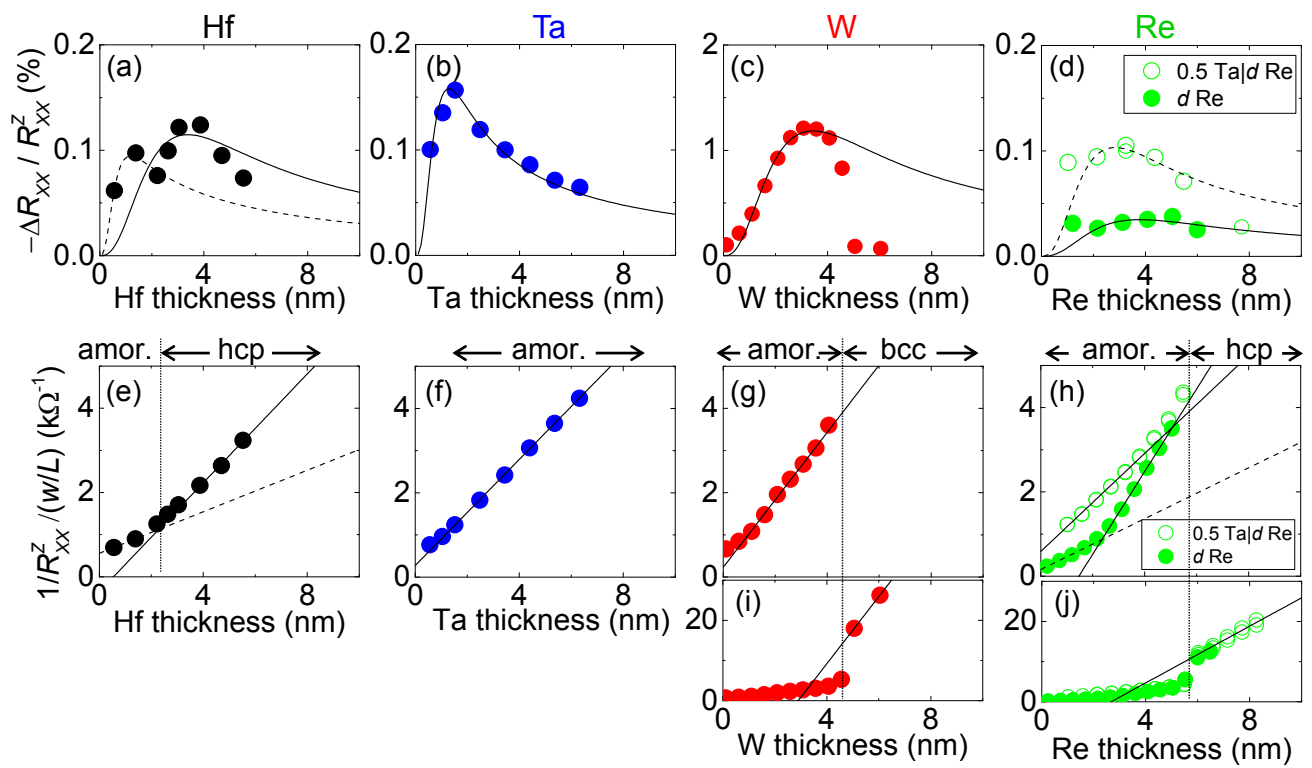 Hf
Ta
W
Re
−ΔR_XX / R^Z_XX (%)
0.2
0.1
0.0
(a)
0 4 8
Hf thickness (nm)
0.2
0.1
0.0
(b)
0 4 8
Ta thickness (nm)
2
1
0
(c)
0 4 8
W thickness (nm)
0.2
0.1
0.0
(d)
0.5 Ta|d Re
d Re
0 4 8
Re thickness (nm)
1/R^Z_XX /(w/L) (kΩ⁻¹)
amor. hcp
(e)
4
2
0
0 4 8
Hf thickness (nm)
amor.
(f)
4
2
0
0 4 8
Ta thickness (nm)
amor. bcc
(g)
4
2
0
(i)
20
0
0 4 8
W thickness (nm)
amor. hcp
(h)
4
2
0
0.5 Ta|d Re
d Re
(j)
20
0
0 4 8
Re thickness (nm)